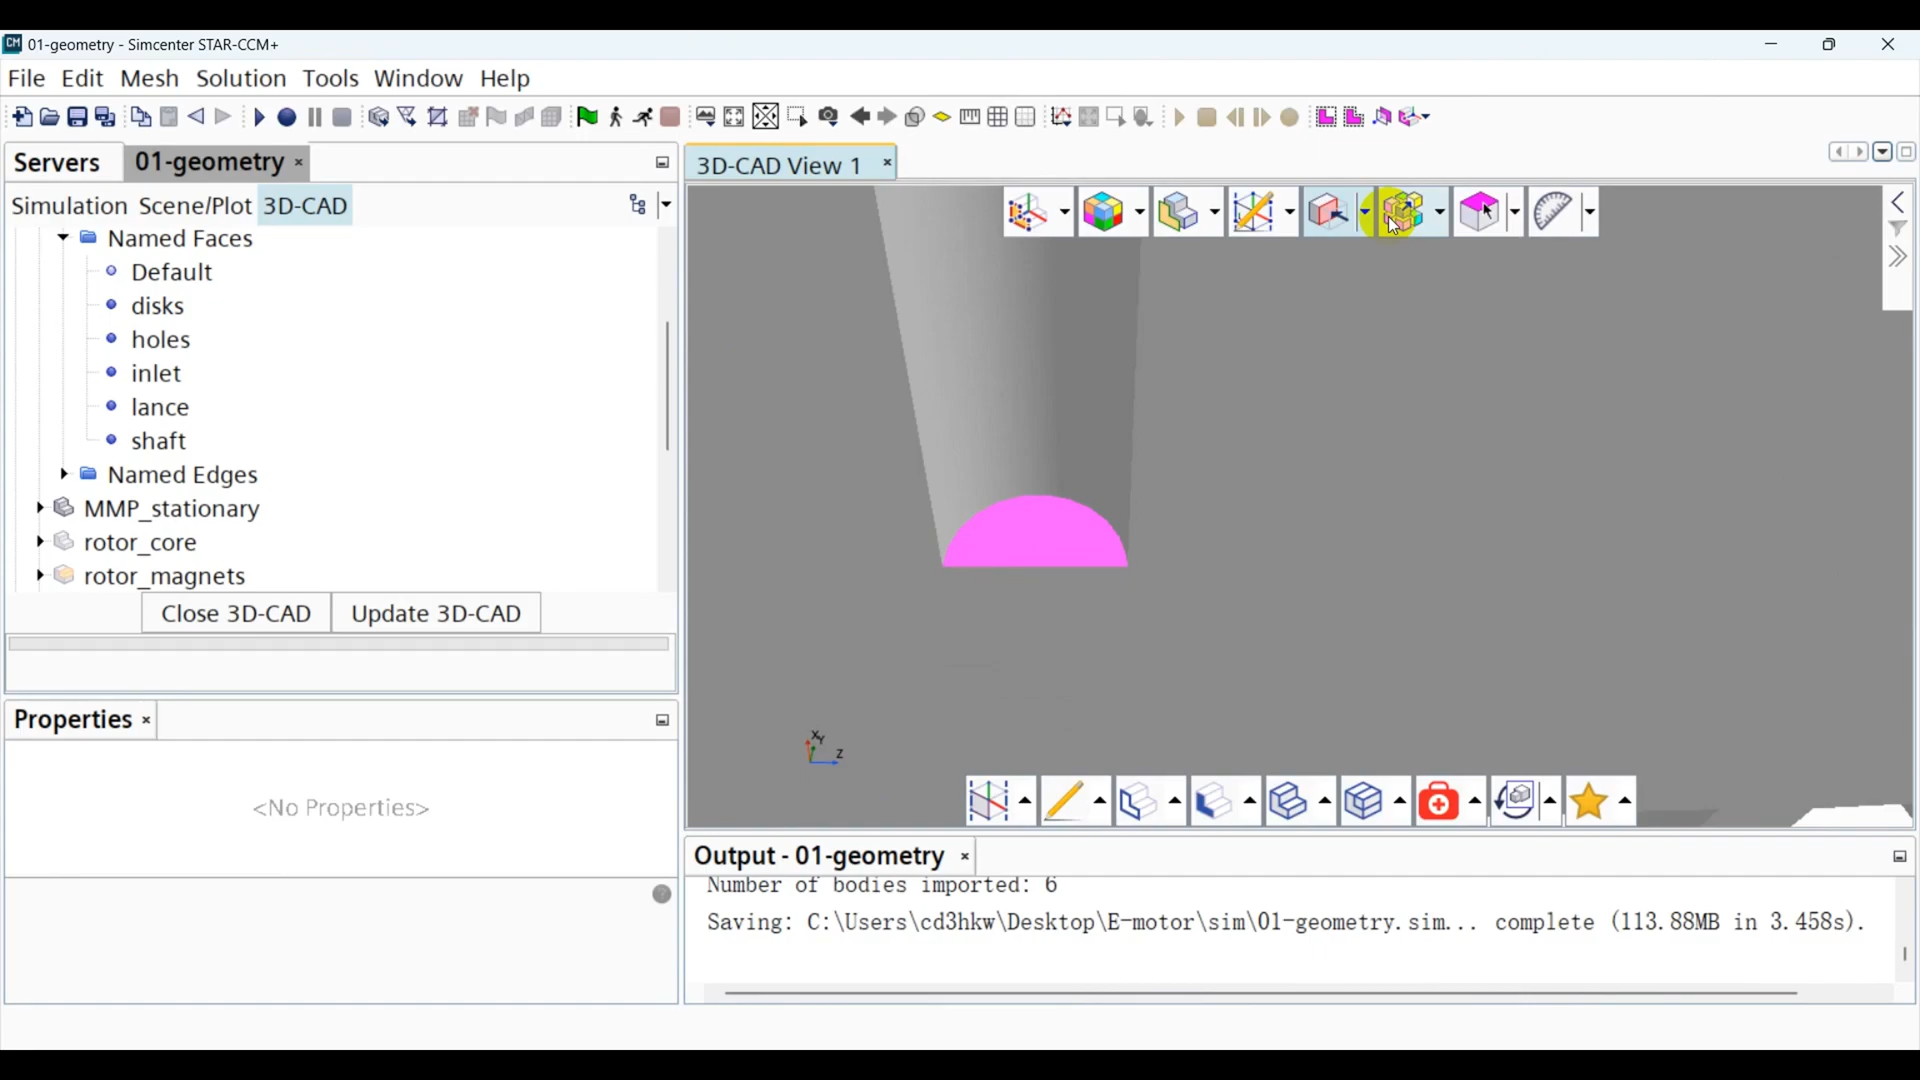 CM 01-geometry - Simcenter STAR-CCM+
File Edit Mesh Solution Tools Window Help
Servers 01-geometry ×
3D-CAD View 1 ×
Simulation Scene/Plot 3D-CAD
Named Faces
Default
disks
holes
inlet
lance
shaft
Named Edges
MMP_stationary
rotor_core
rotor_magnets
Close 3D-CAD Update 3D-CAD
Properties ×
<No Properties>
X Y
Z
Output - 01-geometry ×
Number of bodies imported: 6
Saving: C:\Users\cd3hkw\Desktop\E-motor\sim\01-geometry.sim... complete (113.88MB in 3.458s).